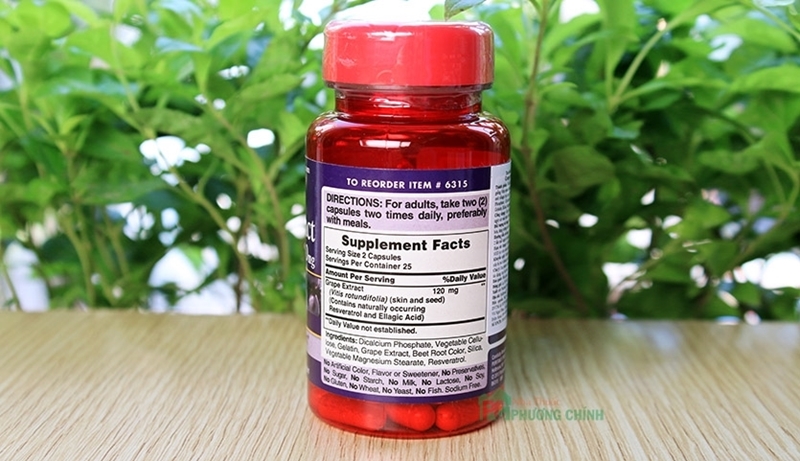 TO REORDER ITEM # 6315
DIRECTIONS: For adults, take two (2)
capsules two times daily, preferably
with meals.
Supplement Facts
Serving Size 2 Capsules
Servings Per Container 25
Amount Per Serving %Daily Value
Grape Extract 120 mg **
(Vitis rotundifolia) (skin and seed)
(Contains naturally occurring
Resveratrol and Ellagic Acid)
**Daily Value not established.
Ingredients: Dicalcium Phosphate, Vegetable Cellu-
lose, Gelatin, Grape Extract, Beet Root Color, Silica,
Vegetable Magnesium Stearate, Resveratrol.
No Artificial Color, Flavor or Sweetener, No Preservatives,
No Sugar, No Starch, No Milk, No Lactose, No Soy,
No Gluten, No Wheat, No Yeast, No Fish. Sodium Free.
PHƯƠNG CHÍNH